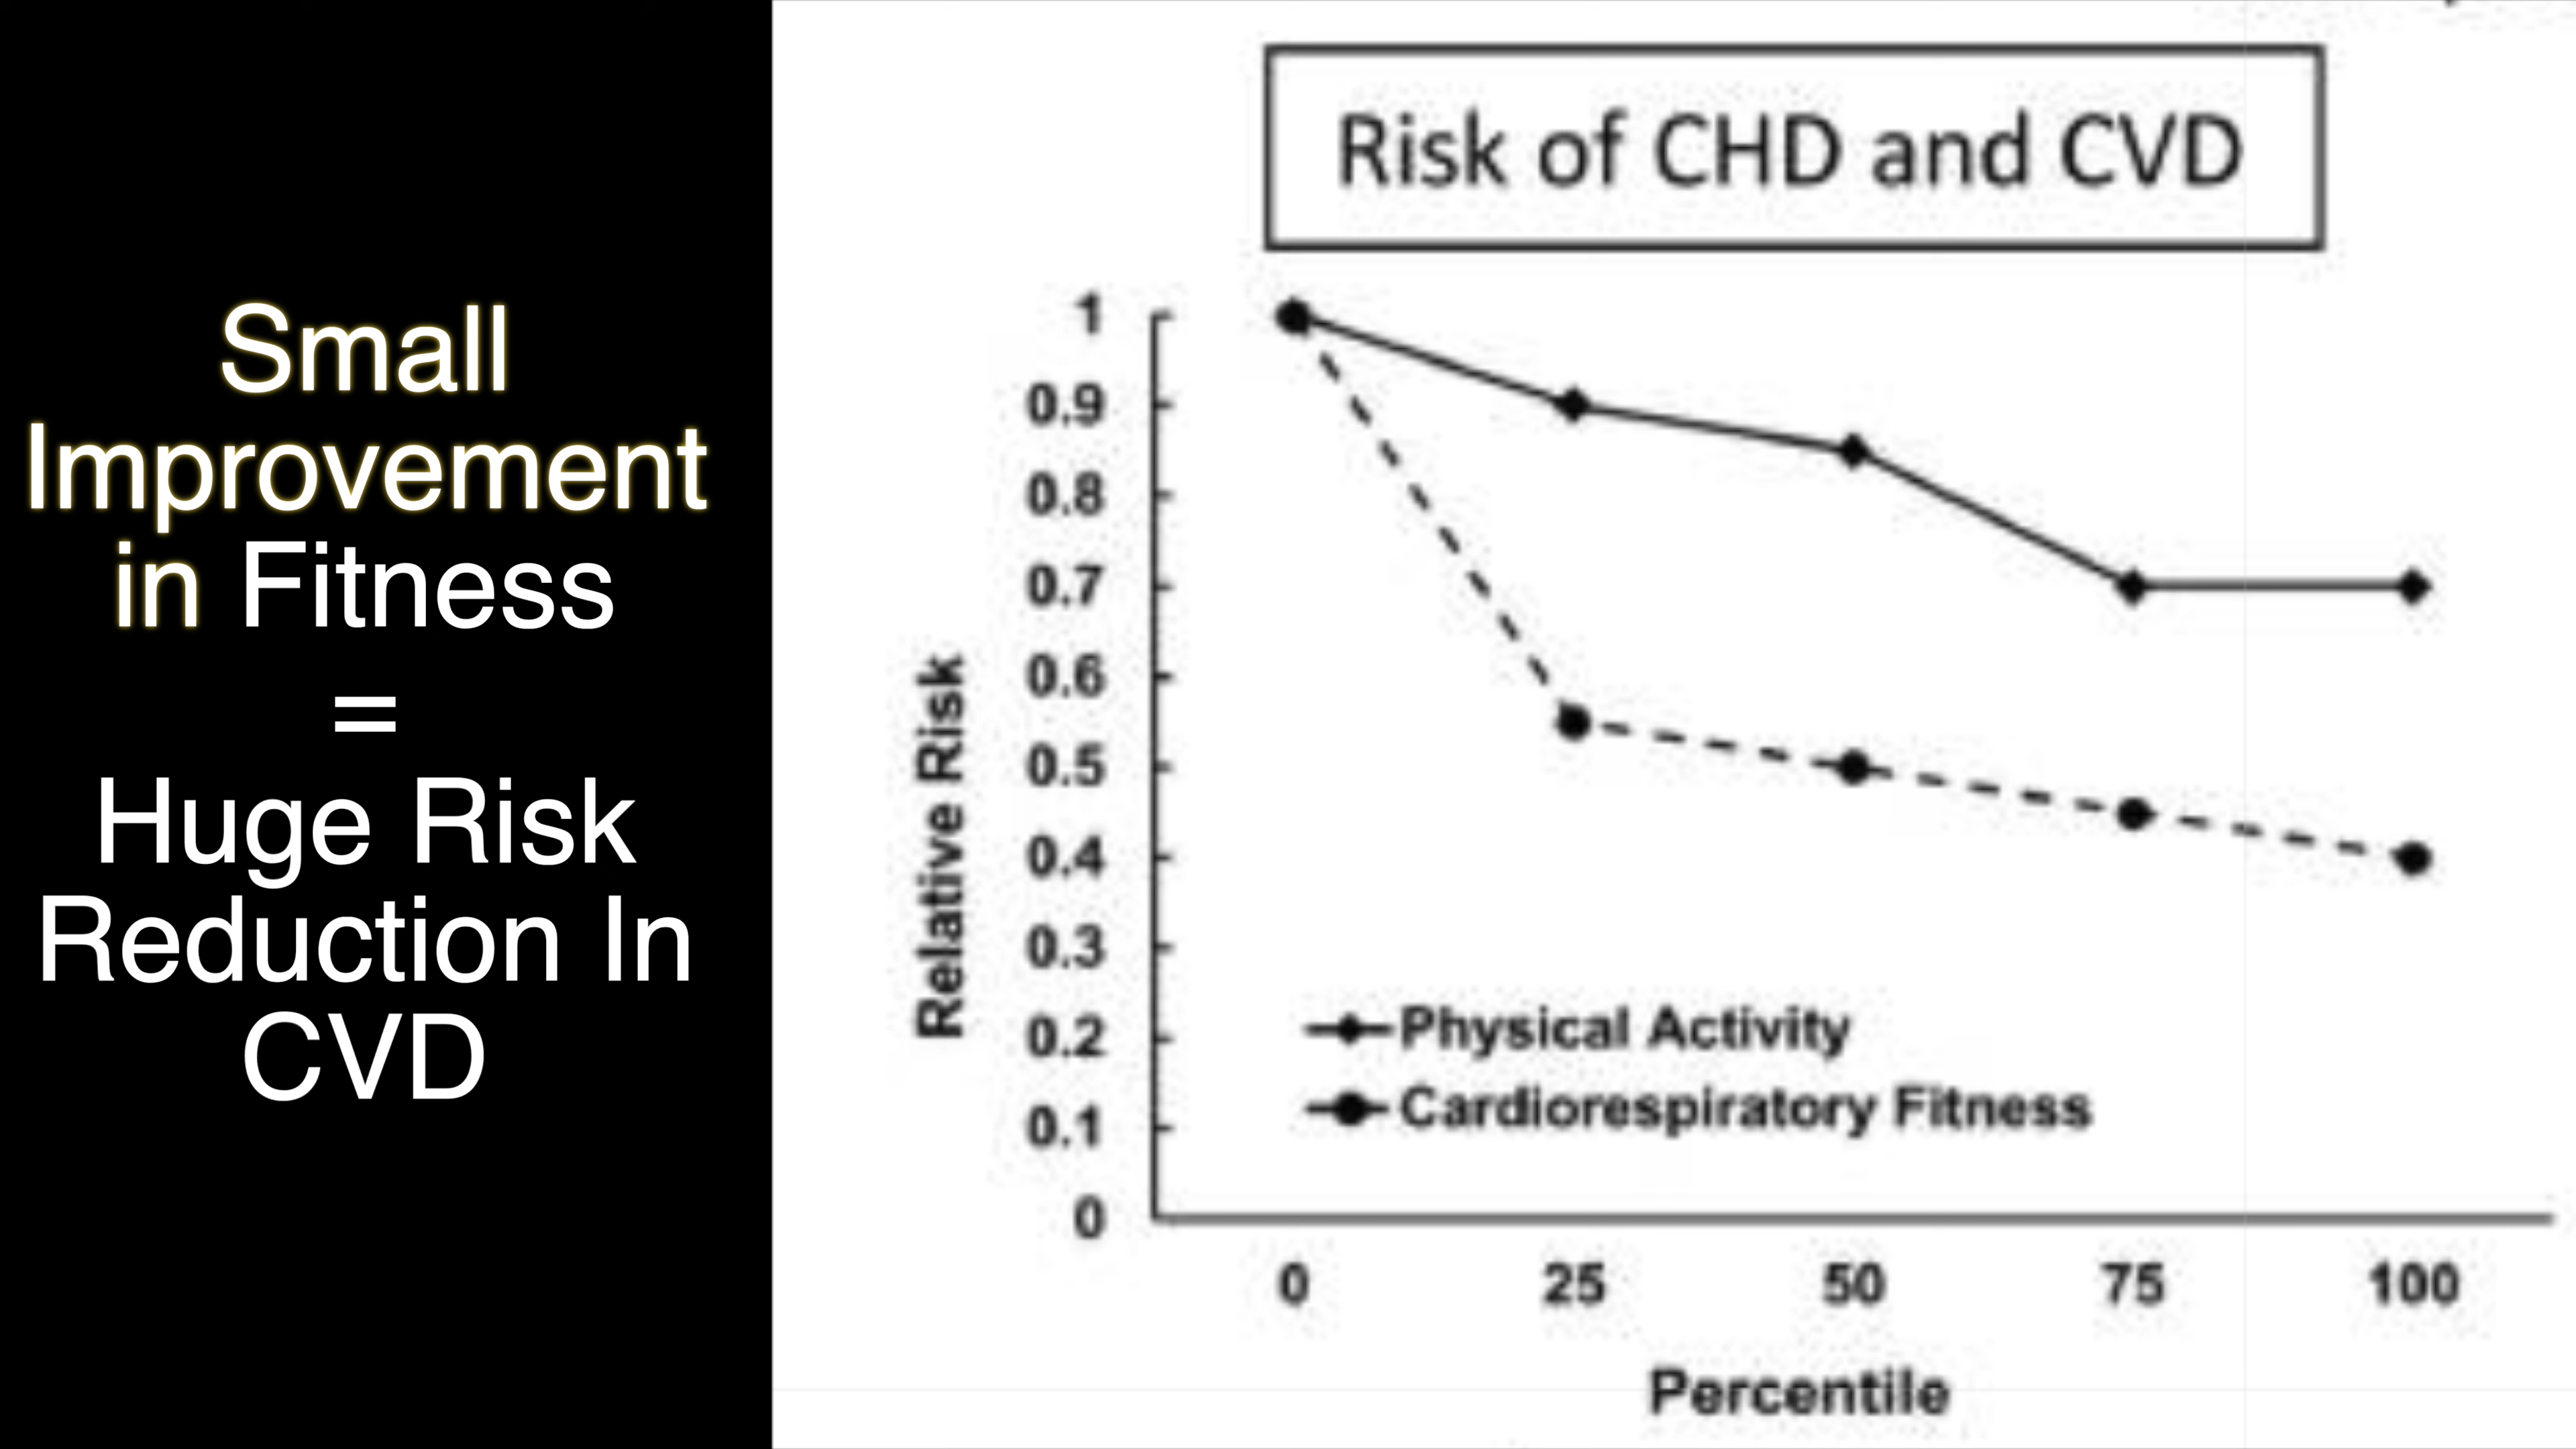 Small
Improvement
in Fitness
=
Huge Risk
Reduction In
CVD
Risk of CHD and CVD
1
0.9
0.8
0.7
0.6
0.5
0.4
0.3
0.2
0.1
0
Relative Risk
Physical Activity
Cardiorespiratory Fitness
0 25 50 75 100
Percentile